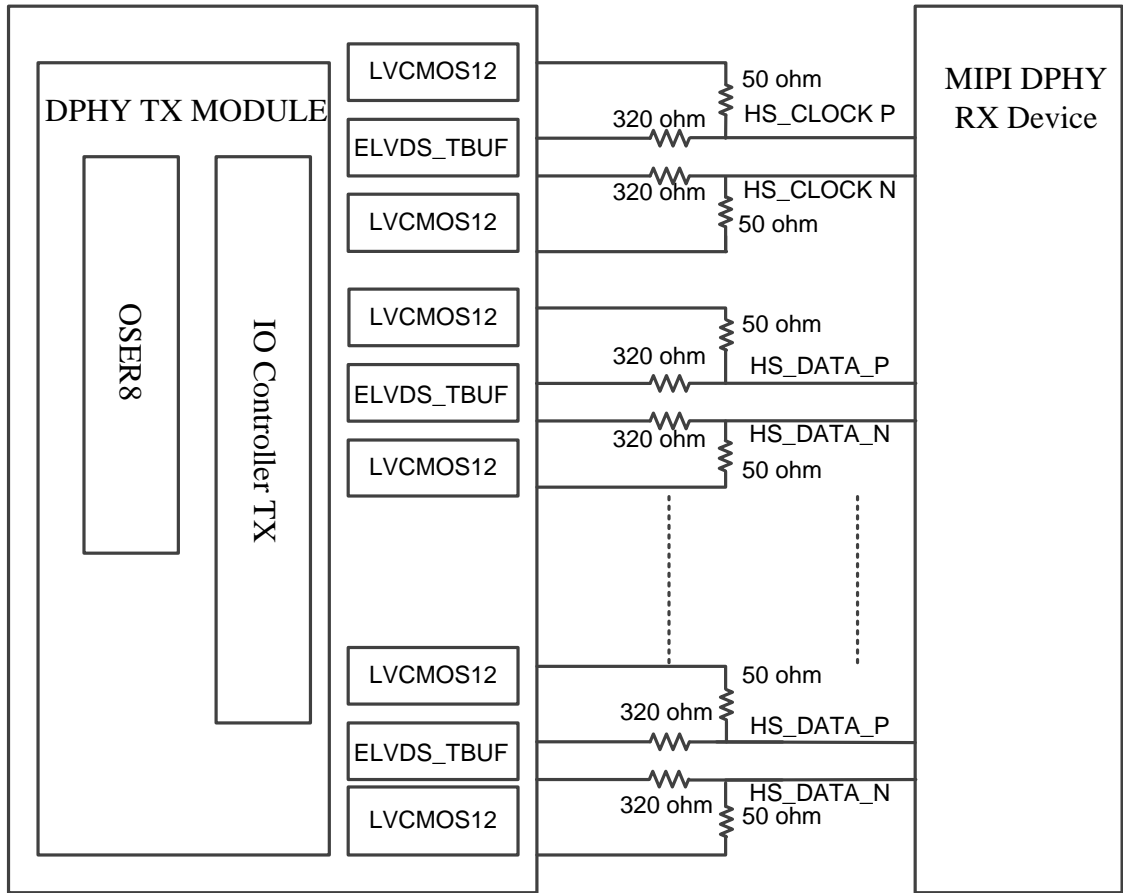 DPHY TX MODULE
OSER8
IO Controller TX
LVCMOS12
ELVDS_TBUF
LVCMOS12
50 ohm
320 ohm
HS_CLOCK P
320 ohm
HS_CLOCK N
50 ohm
LVCMOS12
ELVDS_TBUF
LVCMOS12
50 ohm
320 ohm
HS_DATA_P
320 ohm
HS_DATA_N
50 ohm
LVCMOS12
ELVDS_TBUF
LVCMOS12
50 ohm
320 ohm
HS_DATA_P
320 ohm
HS_DATA_N
50 ohm
MIPI DPHY
RX Device